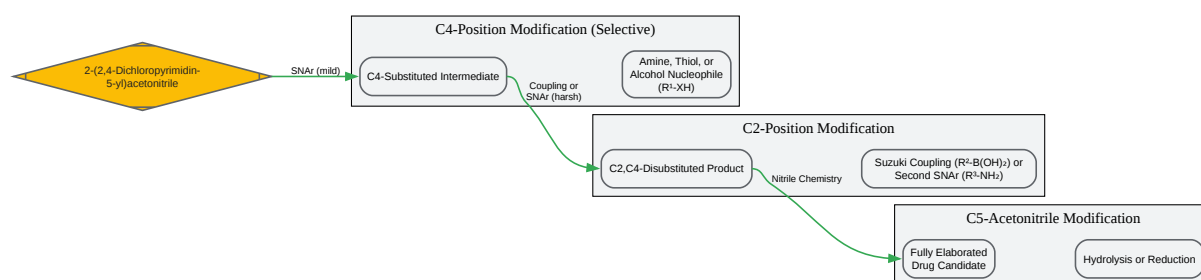 C4-Position Modification (Selective)
2-(2,4-Dichloropyrimidin-
5-yl)acetonitrile
SNAr (mild)
C4-Substituted Intermediate
Amine, Thiol, or
Alcohol Nucleophile
(R¹-XH)
Coupling or
SNAr (harsh)
C2-Position Modification
C2,C4-Disubstituted Product
Suzuki Coupling (R²-B(OH)₂) or
Second SNAr (R³-NH₂)
Nitrile Chemistry
C5-Acetonitrile Modification
Fully Elaborated
Drug Candidate
Hydrolysis or Reduction